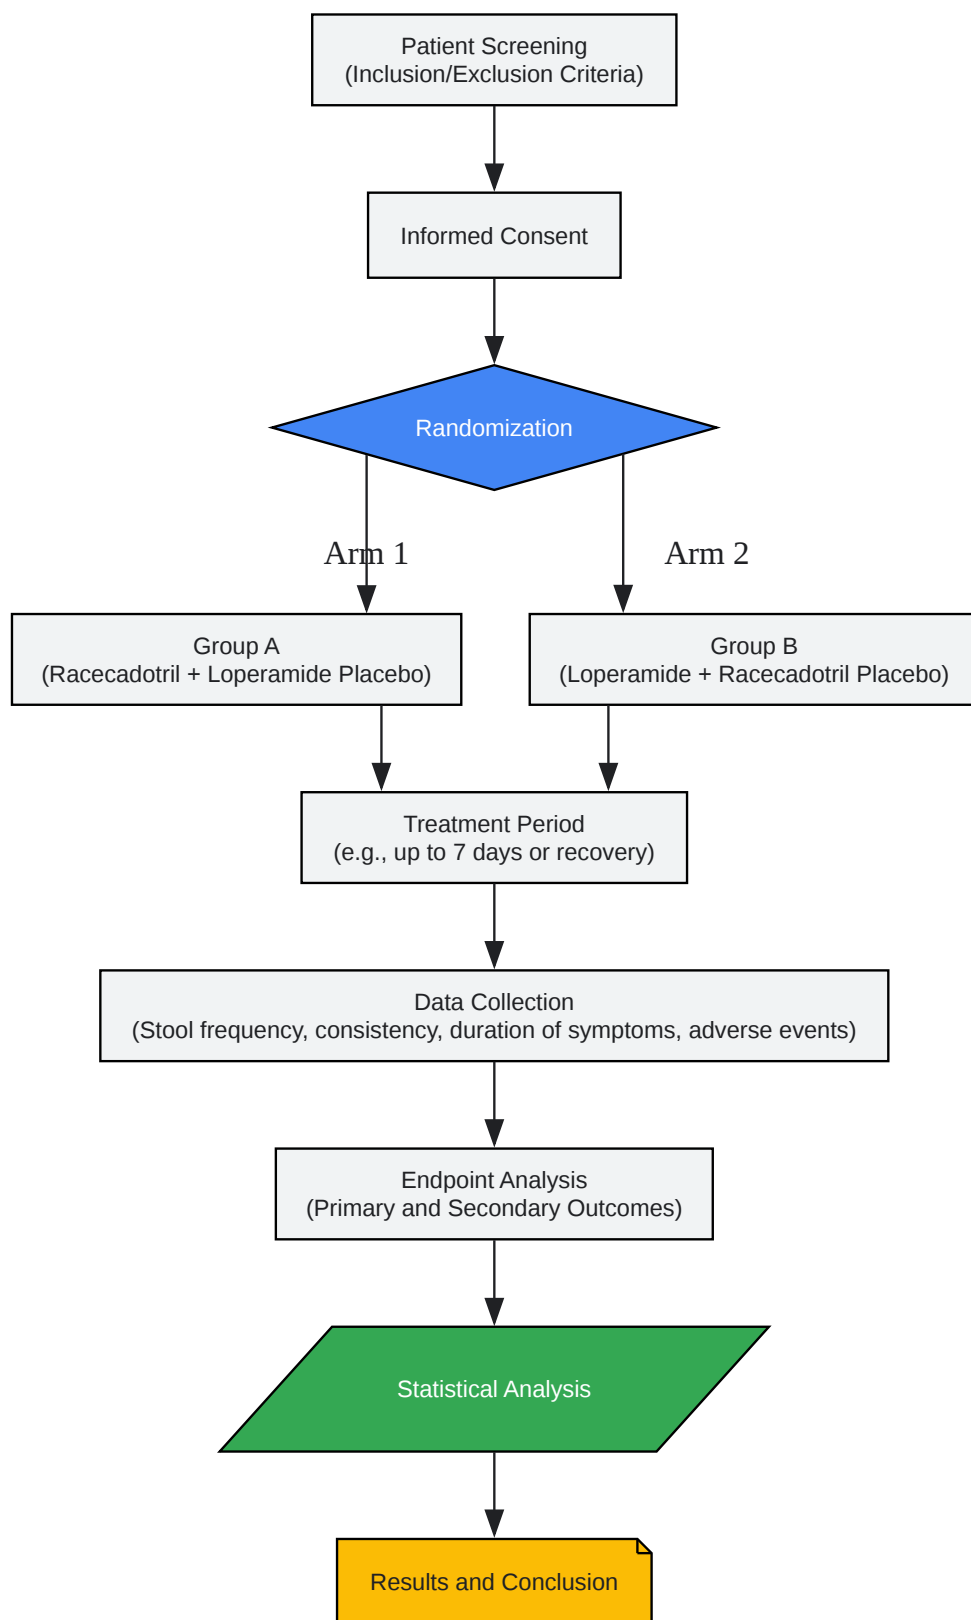 Patient Screening
(Inclusion/Exclusion Criteria)
Informed Consent
Randomization
Arm 1
Arm 2
Group A
(Racecadotril + Loperamide Placebo)
Group B
(Loperamide + Racecadotril Placebo)
Treatment Period
(e.g., up to 7 days or recovery)
Data Collection
(Stool frequency, consistency, duration of symptoms, adverse events)
Endpoint Analysis
(Primary and Secondary Outcomes)
Statistical Analysis
Results and Conclusion